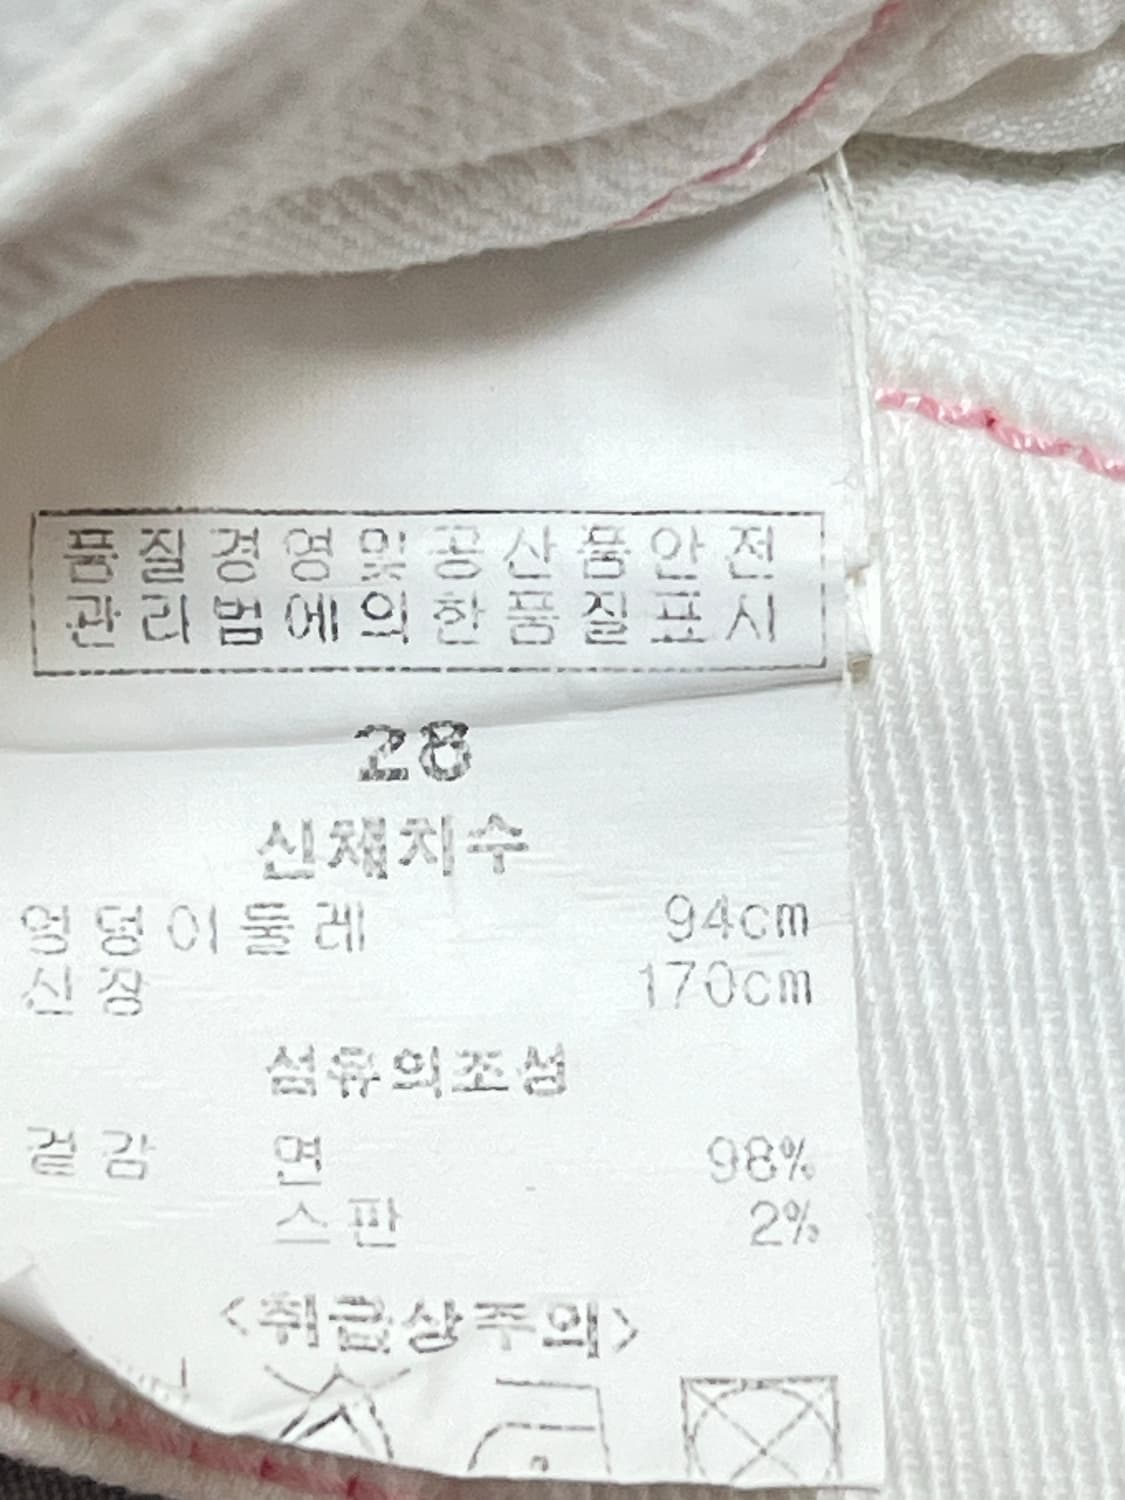 품질경영및공산품안전
관리법에의한품질표시
28
신체치수
엉덩이둘레 94cm
신장 170cm
섬유의조성
겉감 면 98%
스판 2%
<취급상주의>